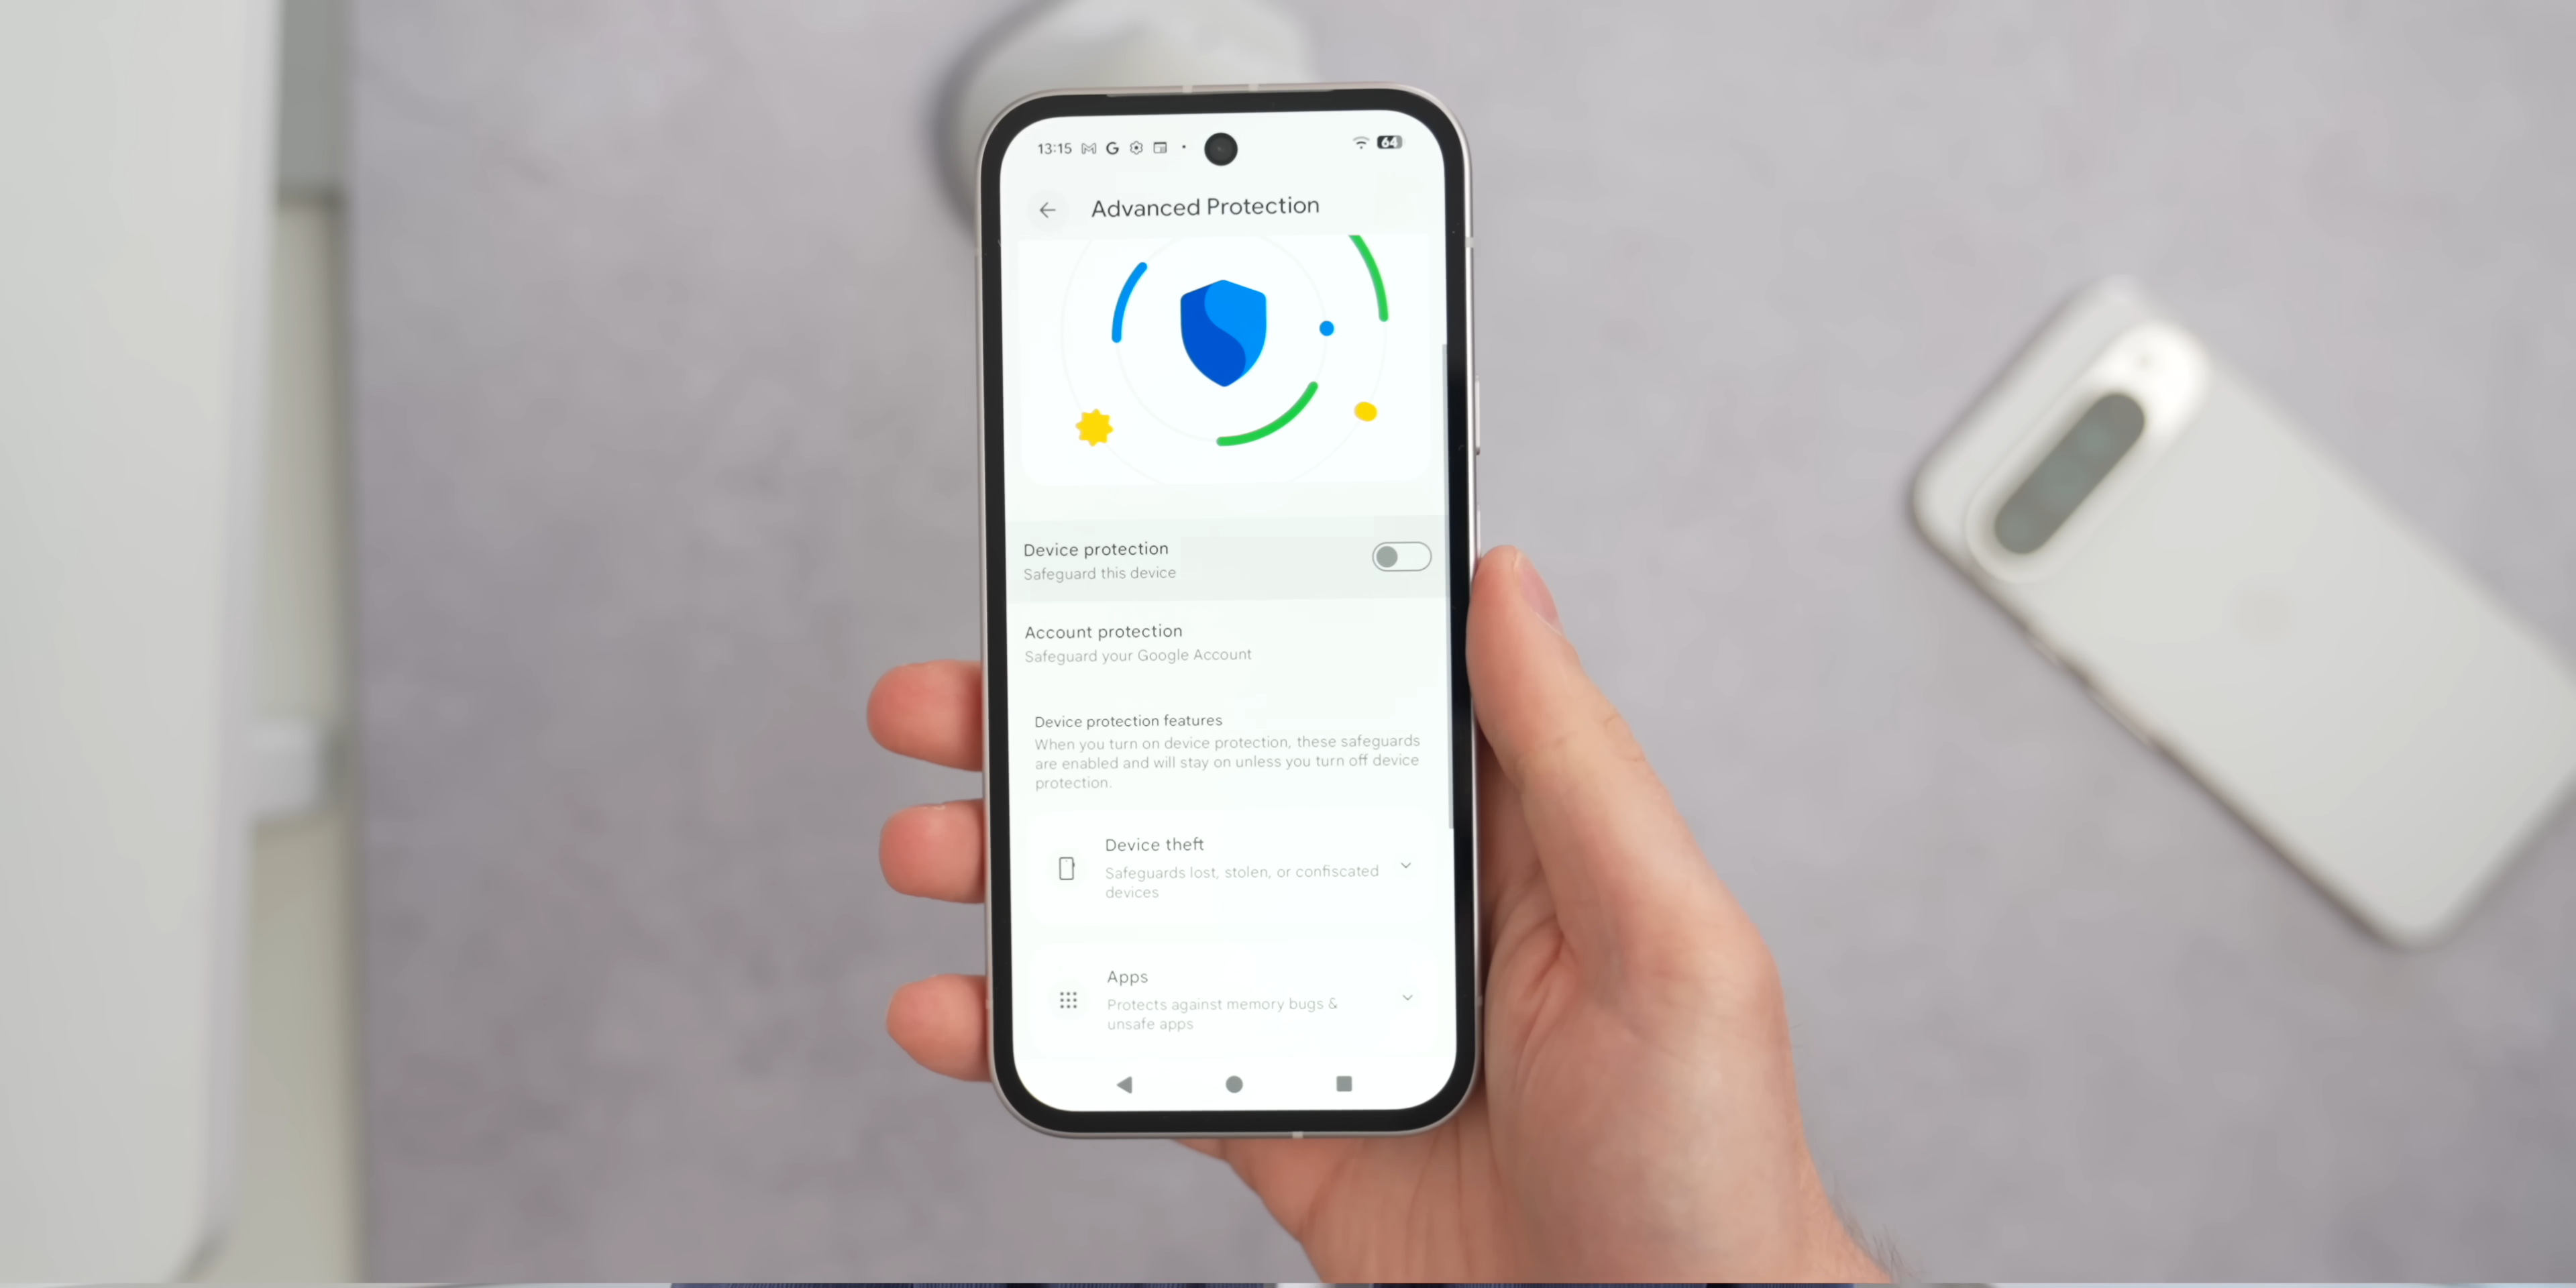 13:15 G 64
Advanced Protection
Device protection
Safeguard this device
Account protection
Safeguard your Google Account
Device protection features
When you turn on device protection, these safeguards
are enabled and will stay on unless you turn off device
protection.
Device theft
Safeguards lost, stolen, or confiscated
devices
Apps
Protects against memory bugs &
unsafe apps